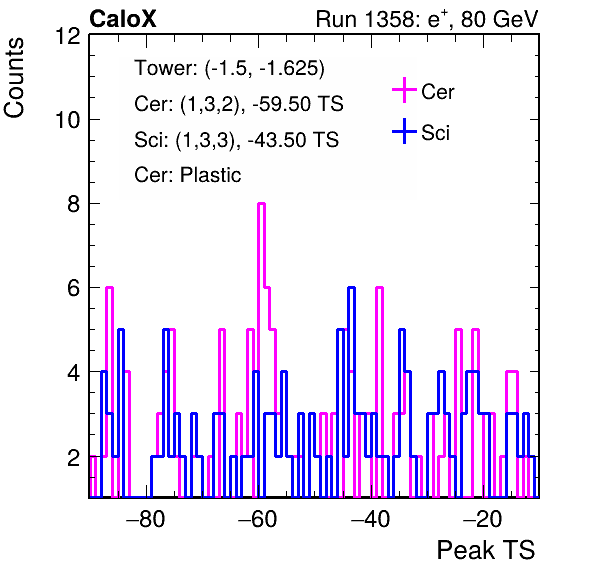 CaloX Run 1358: e⁺, 80 GeV
Counts
12
10
8
6
4
2
Tower: (-1.5, -1.625)
Cer: (1,3,2), -59.50 TS
Sci: (1,3,3), -43.50 TS
Cer: Plastic
Cer
Sci
−80 −60 −40 −20
Peak TS